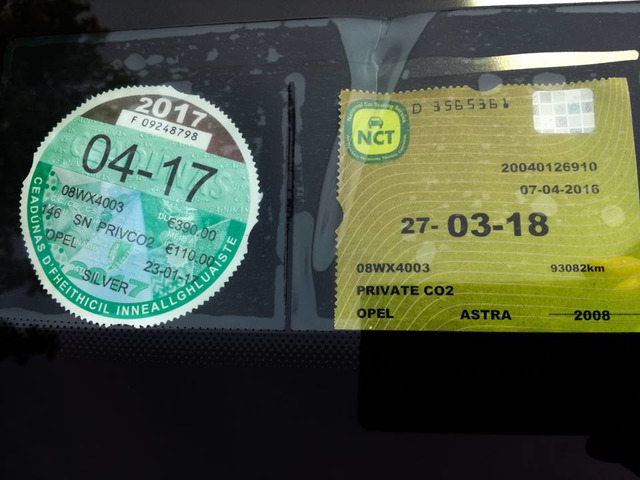 2017
F 09248798
04-17
08WX4003
146 SN PRIVCO2 €390.00
OPEL €110.00
SILVER 23-01-17
CEADÚNAS D'FHEITHICIL INNEALLGHLUAISTE
NCT
D 3565361
20040126910
07-04-2016
27- 03-18
08WX4003 93082km
PRIVATE CO2
OPEL ASTRA 2008